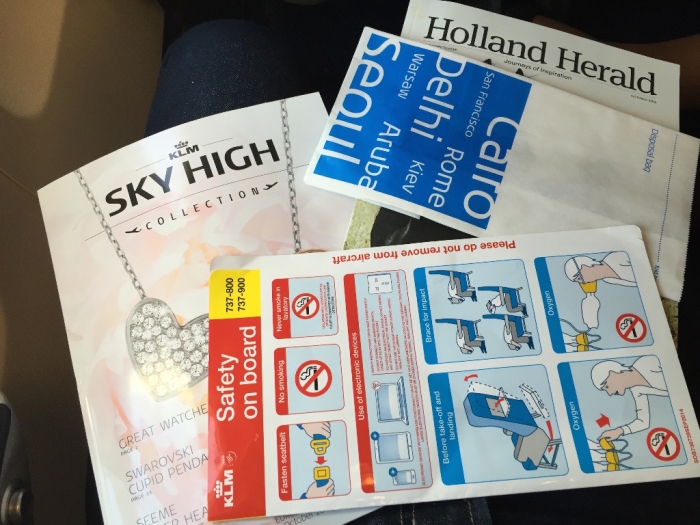 Holland Herald
Journeys of Inspiration
Seoul
Warsaw
Aruba
Delhi
Kiev
San Francisco
Rome
Cairo
Disposal bag
KLM
SKY HIGH
COLLECTION
GREAT WATCHE
SWAROVSKI
CUPID PENDA
SEEME
Please do not remove from aircraft
737-800
737-900
Safety
on board
KLM
Never smoke in
lavatory
No smoking
Fasten seatbelt
Use of electronic devices
Brace for impact
Before take-off and
landing
Oxygen
Oxygen